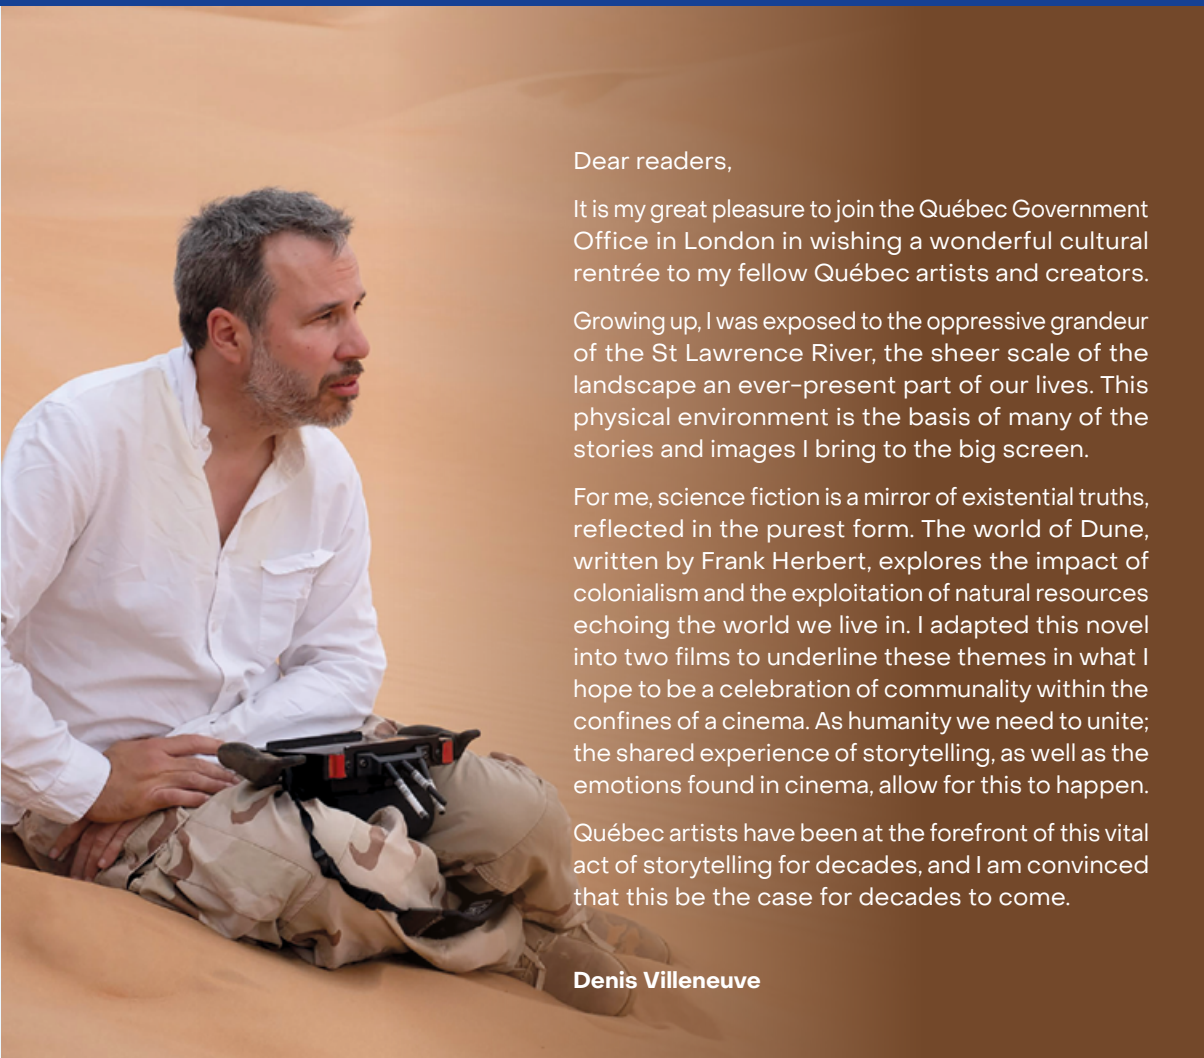 Dear readers,
It is my great pleasure to join the Québec Government
Office in London in wishing a wonderful cultural
rentrée to my fellow Québec artists and creators.
Growing up, I was exposed to the oppressive grandeur
of the St Lawrence River, the sheer scale of the
landscape an ever-present part of our lives. This
physical environment is the basis of many of the
stories and images I bring to the big screen.
For me, science fiction is a mirror of existential truths,
reflected in the purest form. The world of Dune,
written by Frank Herbert, explores the impact of
colonialism and the exploitation of natural resources
echoing the world we live in. I adapted this novel
into two films to underline these themes in what I
hope to be a celebration of communality within the
confines of a cinema. As humanity we need to unite;
the shared experience of storytelling, as well as the
emotions found in cinema, allow for this to happen.
Québec artists have been at the forefront of this vital
act of storytelling for decades, and I am convinced
that this be the case for decades to come.
Denis Villeneuve